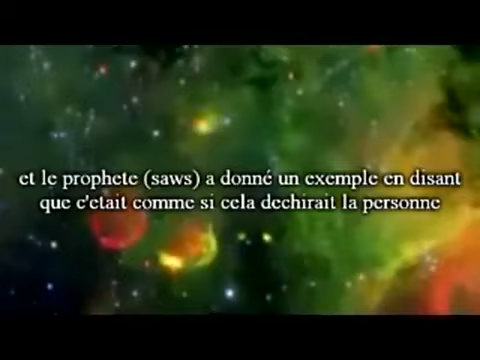 et le prophete (saws) a donné un exemple en disant
que c'etait comme si cela dechirait la personne